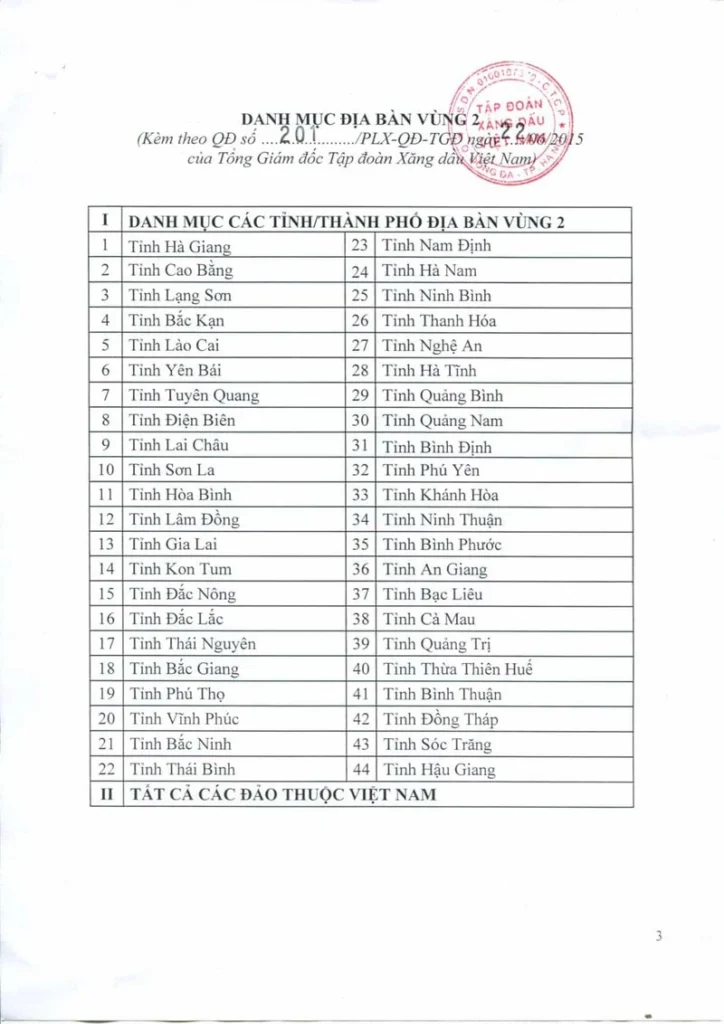 DANH MỤC ĐỊA BÀN VÙNG 2
(Kèm theo QĐ số ....201........./PLX-QĐ-TGĐ ngày 22../06/2015
của Tổng Giám đốc Tập đoàn Xăng dầu Việt Nam)
TẬP ĐOÀN
XĂNG DẦU
VIỆT NAM
I DANH MỤC CÁC TỈNH/THÀNH PHỐ ĐỊA BÀN VÙNG 2
1 Tỉnh Hà Giang 23 Tỉnh Nam Định
2 Tỉnh Cao Bằng 24 Tỉnh Hà Nam
3 Tỉnh Lạng Sơn 25 Tỉnh Ninh Bình
4 Tỉnh Bắc Kạn 26 Tỉnh Thanh Hóa
5 Tỉnh Lào Cai 27 Tỉnh Nghệ An
6 Tỉnh Yên Bái 28 Tỉnh Hà Tĩnh
7 Tỉnh Tuyên Quang 29 Tỉnh Quảng Bình
8 Tỉnh Điện Biên 30 Tỉnh Quảng Nam
9 Tỉnh Lai Châu 31 Tỉnh Bình Định
10 Tỉnh Sơn La 32 Tỉnh Phú Yên
11 Tỉnh Hòa Bình 33 Tỉnh Khánh Hòa
12 Tỉnh Lâm Đồng 34 Tỉnh Ninh Thuận
13 Tỉnh Gia Lai 35 Tỉnh Bình Phước
14 Tỉnh Kon Tum 36 Tỉnh An Giang
15 Tỉnh Đắc Nông 37 Tỉnh Bạc Liêu
16 Tỉnh Đắc Lắc 38 Tỉnh Cà Mau
17 Tỉnh Thái Nguyên 39 Tỉnh Quảng Trị
18 Tỉnh Bắc Giang 40 Tỉnh Thừa Thiên Huế
19 Tỉnh Phú Thọ 41 Tỉnh Bình Thuận
20 Tỉnh Vĩnh Phúc 42 Tỉnh Đồng Tháp
21 Tỉnh Bắc Ninh 43 Tỉnh Sóc Trăng
22 Tỉnh Thái Bình 44 Tỉnh Hậu Giang
II TẤT CẢ CÁC ĐẢO THUỘC VIỆT NAM
3